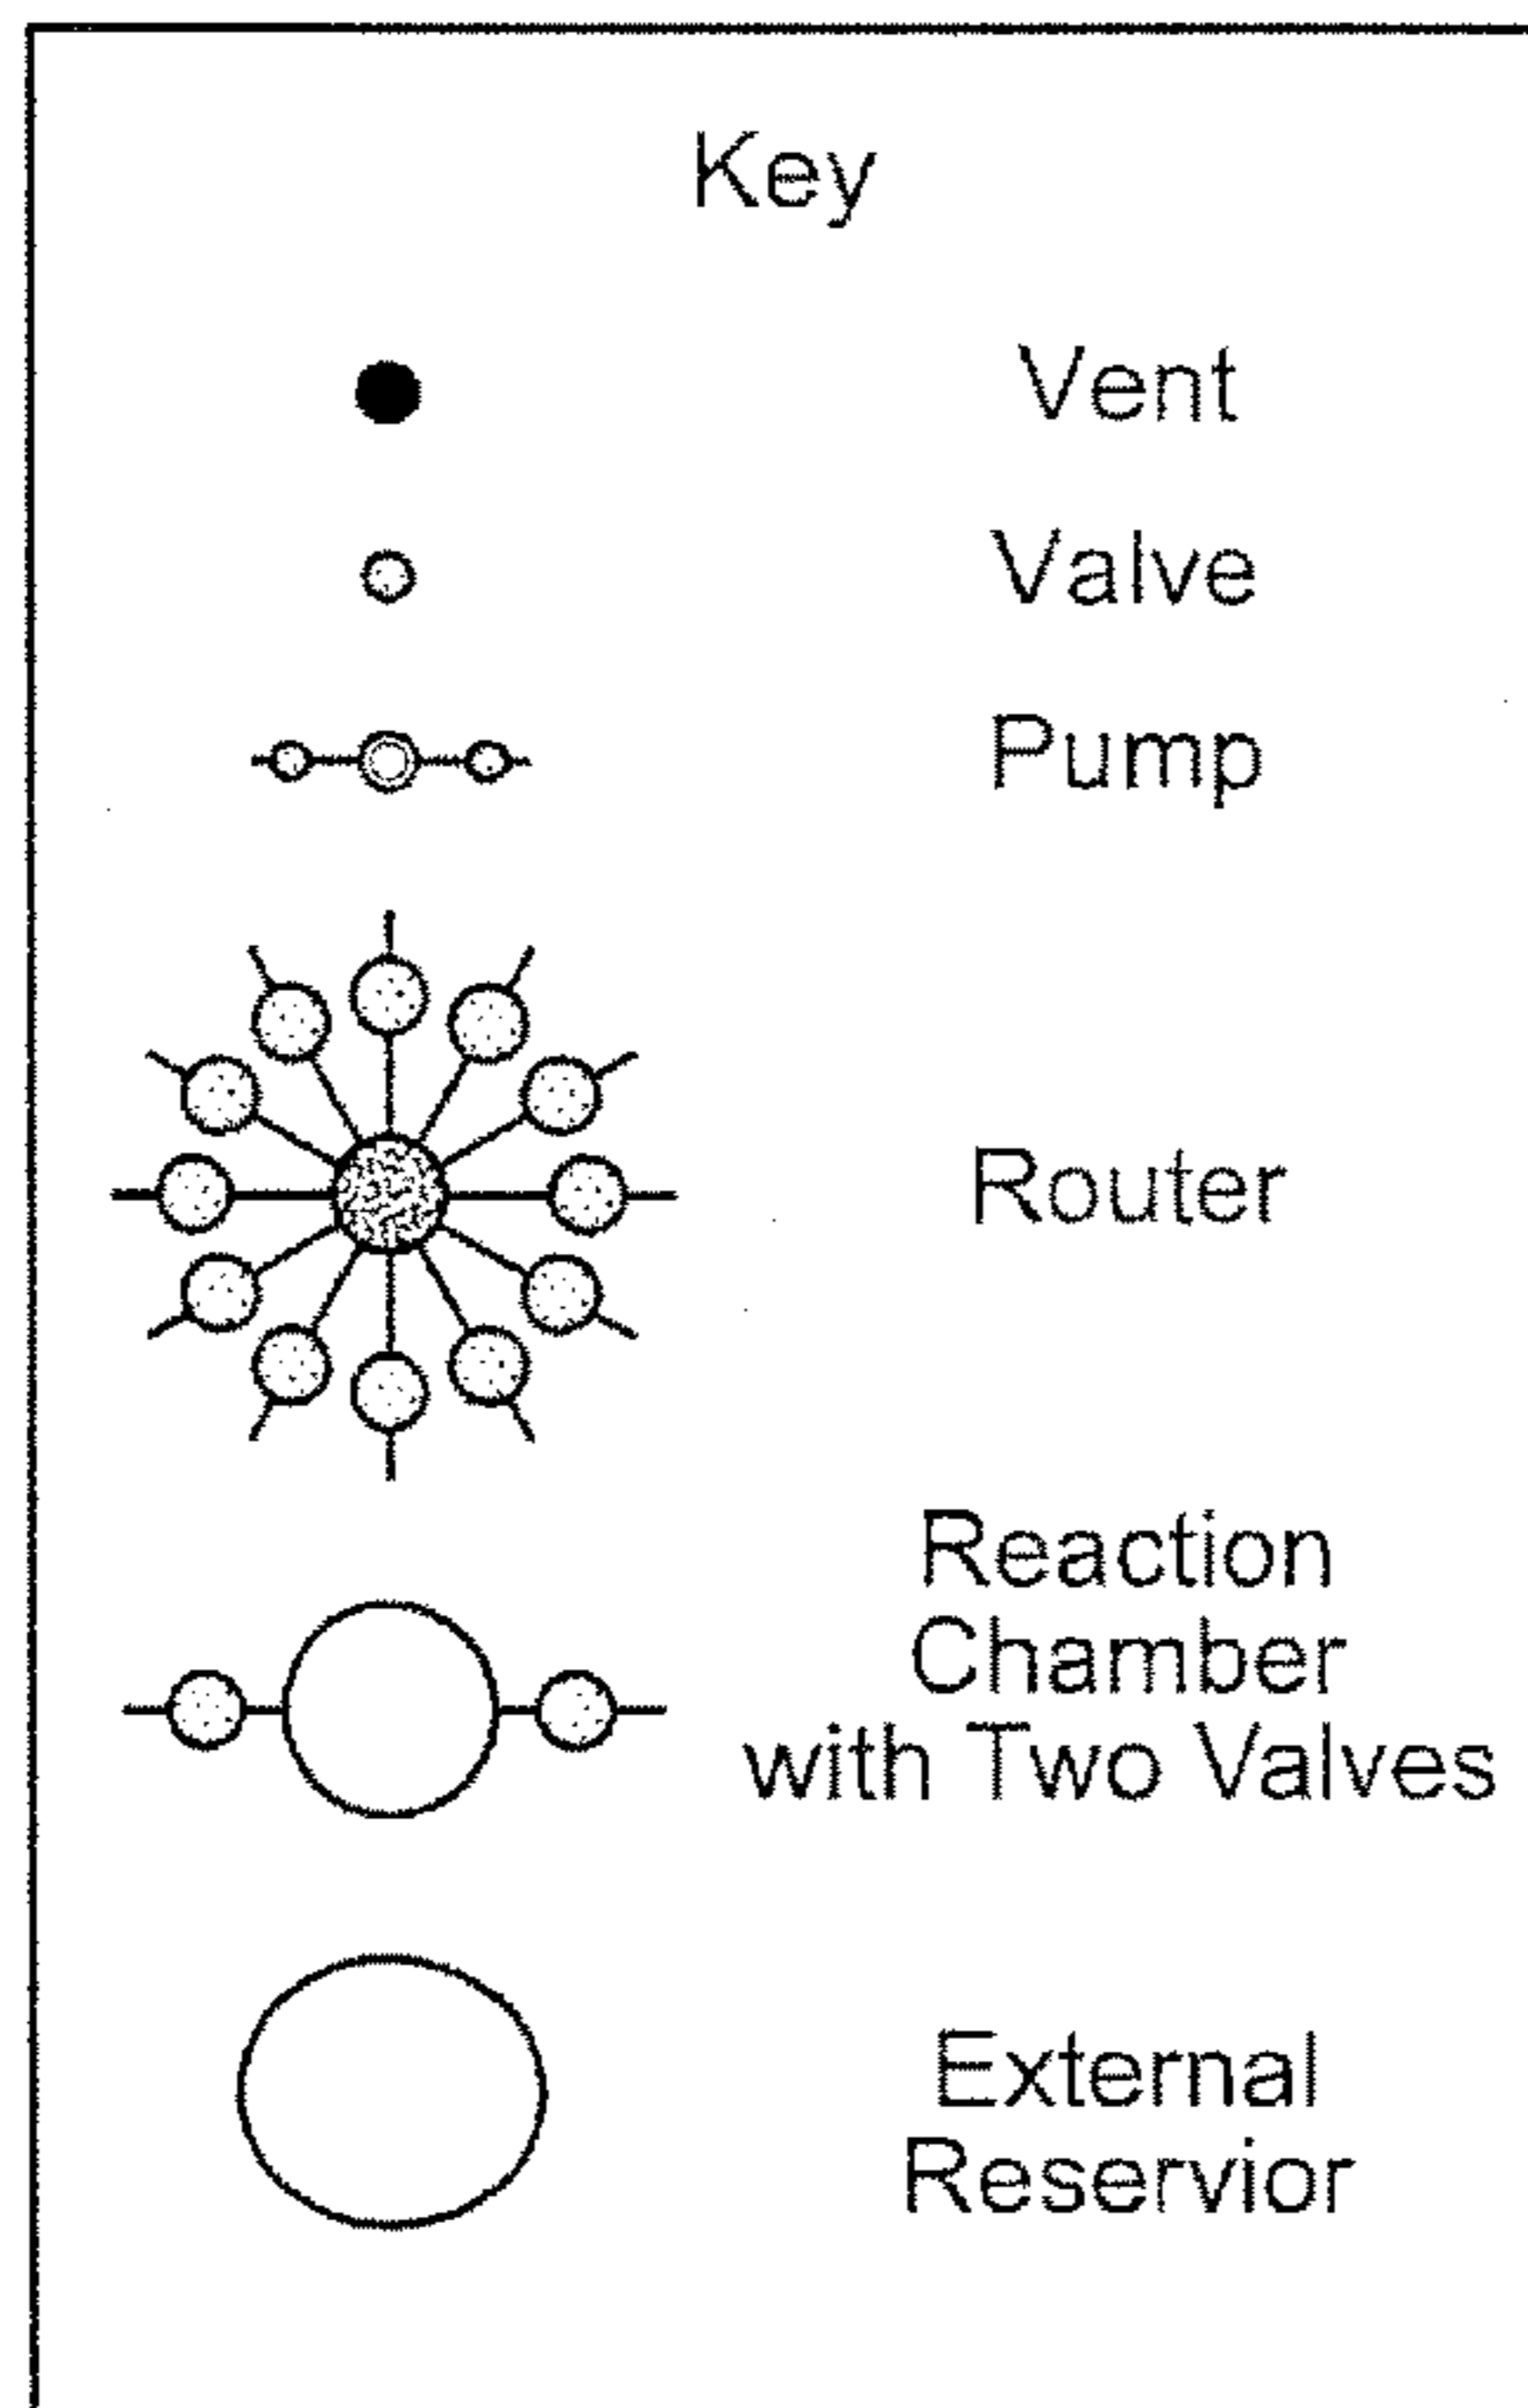 Key
Vent
Valve
Pump
Router
Reaction
Chamber
with Two Valves
External
Reservior